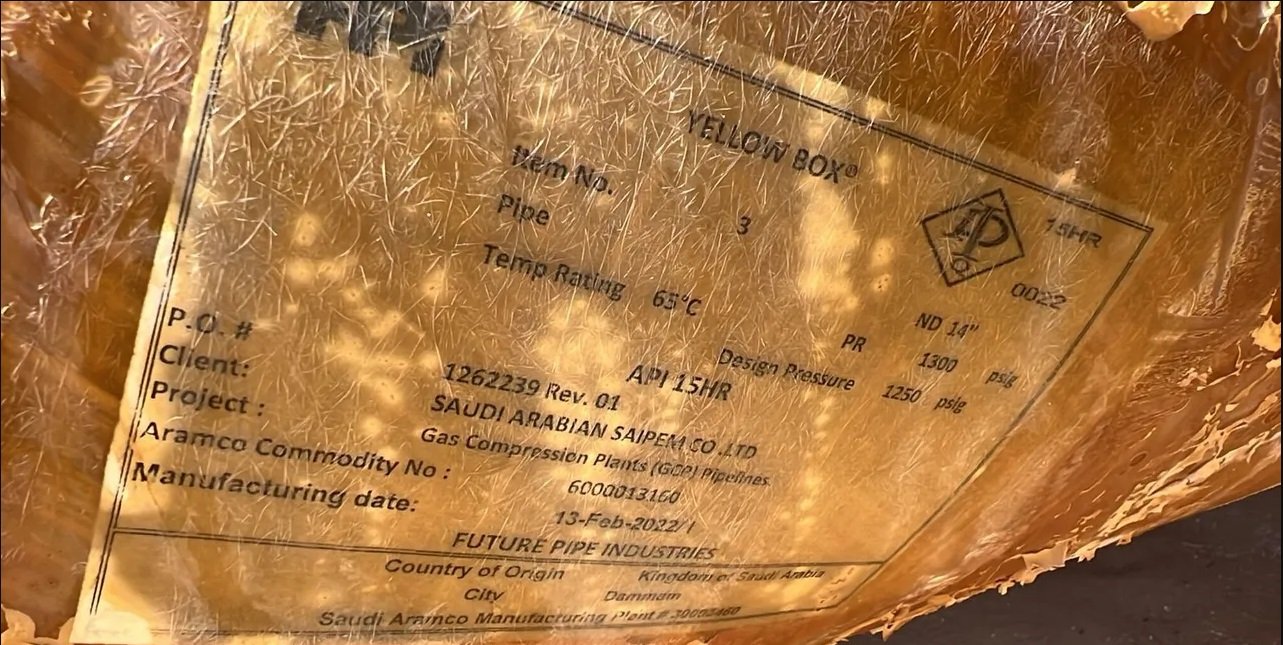 YELLOW BOX®
Item No. 3
Pipe
15HR
0022
Temp Rating 65°C
ND 14"
PR 1300 psig
Design Pressure 1250 psig
API 15HR
P.O. # 1262239 Rev. 01
Client: SAUDI ARABIAN SAIPEM CO.LTD
Project : Gas Compression Plants (GCP) Pipelines
Aramco Commodity No : 6000013160
Manufacturing date: 13-Feb-2022
FUTURE PIPE INDUSTRIES
Country of Origin Kingdom of Saudi Arabia
City Dammam
Saudi Aramco Manufacturing Plant #